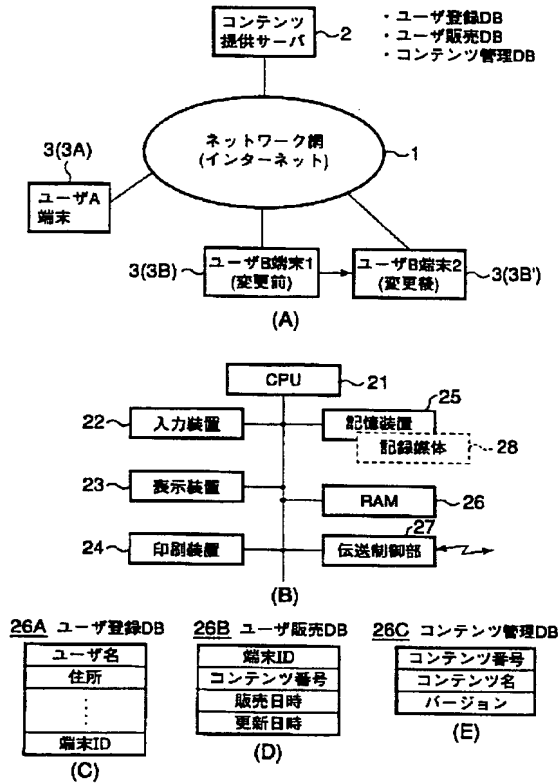 コンテンツ
提供サーバ
2
・ユーザ登録DB
・ユーザ販売DB
・コンテンツ管理DB
ネットワーク網
(インターネット)
1
3(3A)
ユーザA
端末
3(3B)
ユーザB端末1
(変更前)
ユーザB端末2
(変更後)
3(3B')
(A)
CPU
21
22
入力装置
25
記憶装置
記録媒体
28
23
表示装置
RAM
26
24
印刷装置
27
伝送制御部
(B)
26A ユーザ登録DB
ユーザ名
住所
端末ID
(C)
26B ユーザ販売DB
端末ID
コンテンツ番号
販売日時
更新日時
(D)
26C コンテンツ管理DB
コンテンツ番号
コンテンツ名
バージョン
(E)